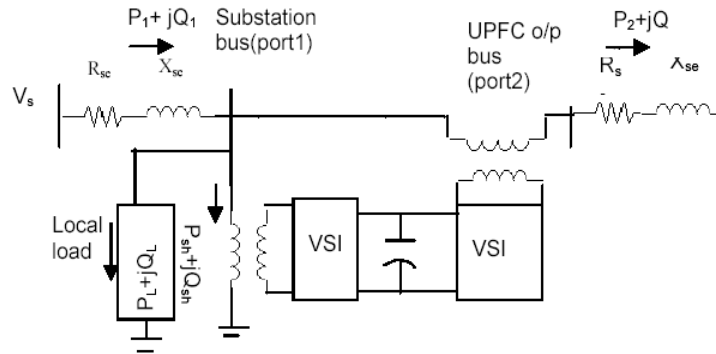 P1+ jQ1
Substation
bus(port1)
UPFC o/p
bus
(port2)
P2+jQ
Rsc
Xsc
Rs
Xse
Vs
Local
load
PL+jQL
Psh+jQsh
VSI
VSI